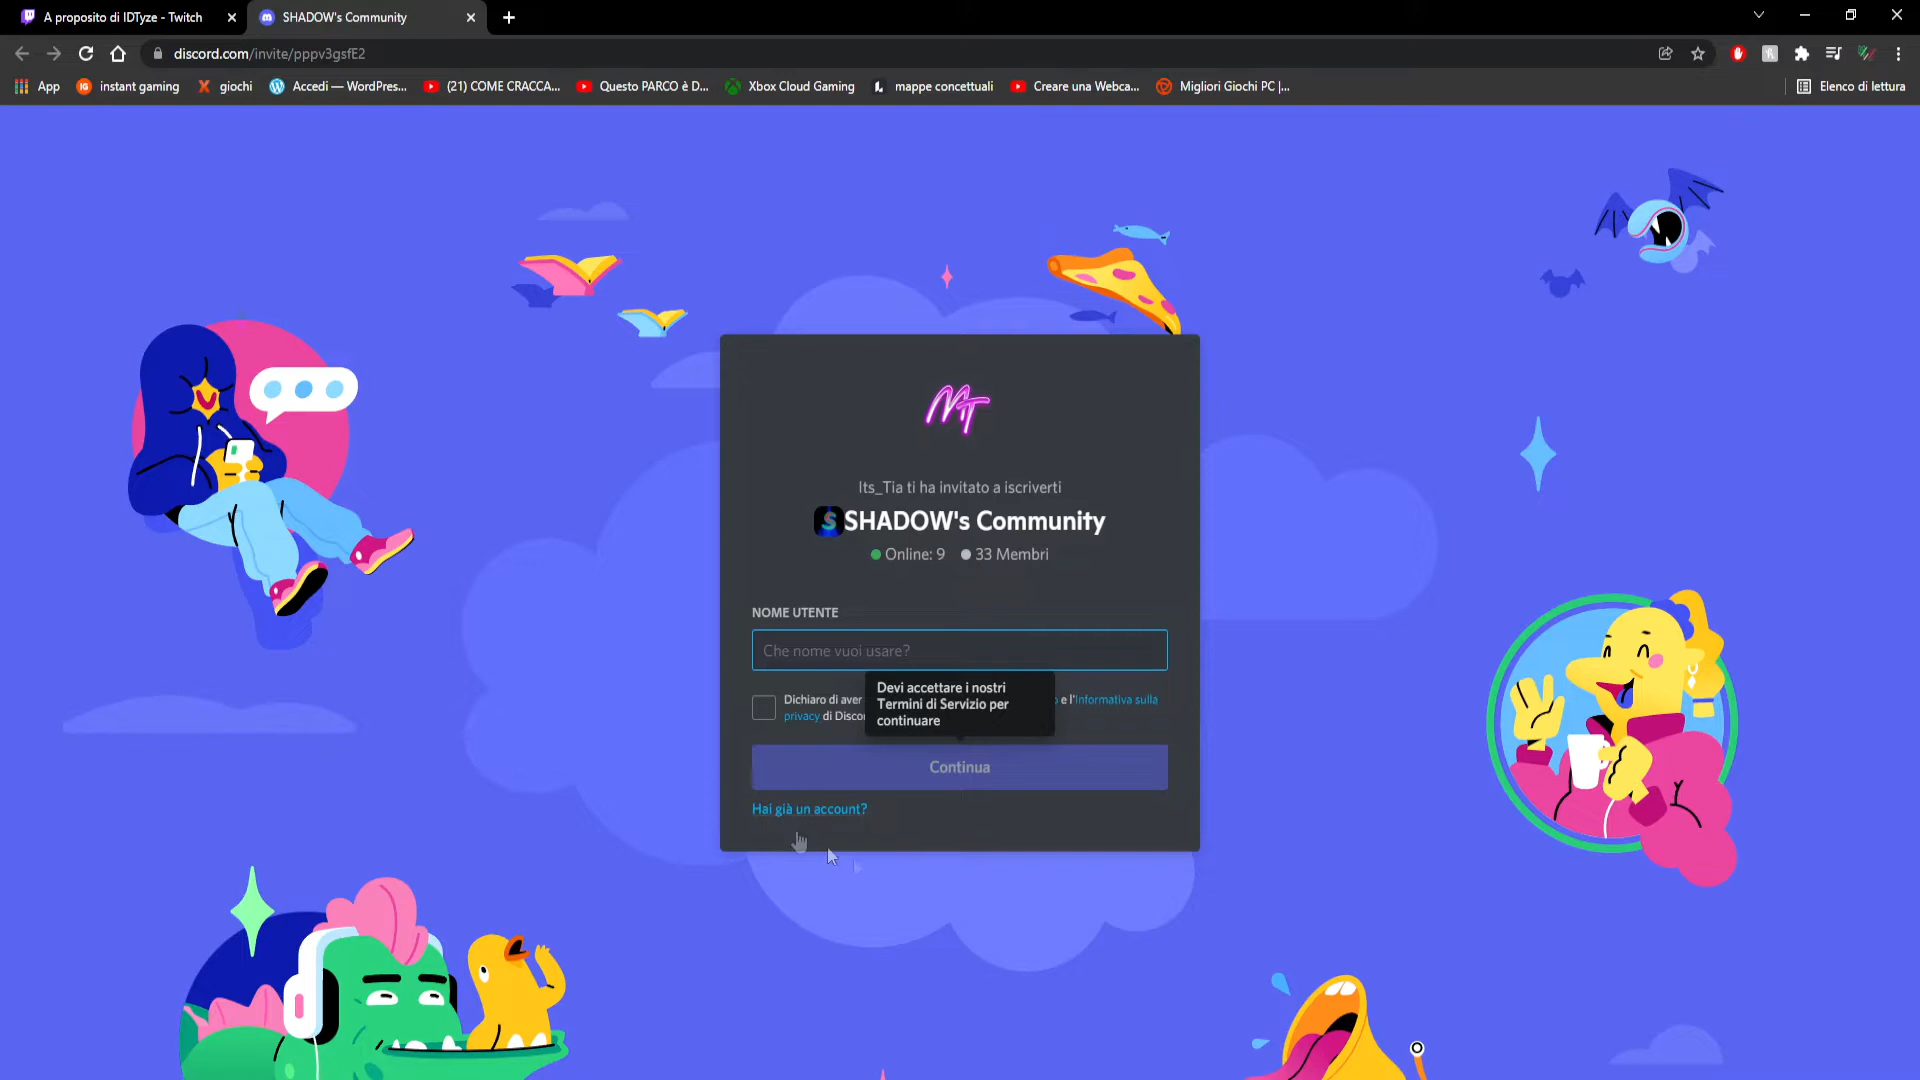 A proposito di IDTyze - Twitch
SHADOW's Community
discord.com/invite/pppv3gsfE2
App
instant gaming
giochi
Accedi — WordPres...
(21) COME CRACCA...
Questo PARCO è D...
Xbox Cloud Gaming
mappe concettuali
Creare una Webca...
Migliori Giochi PC |...
Elenco di lettura
MT
Its_Tia ti ha invitato a iscriverti
S SHADOW's Community
Online: 9 33 Membri
NOME UTENTE
Che nome vuoi usare?
Devi accettare i nostri
Termini di Servizio per
continuare
Dichiaro di aver e l'Informativa sulla
privacy di
Continua
Hai già un account?